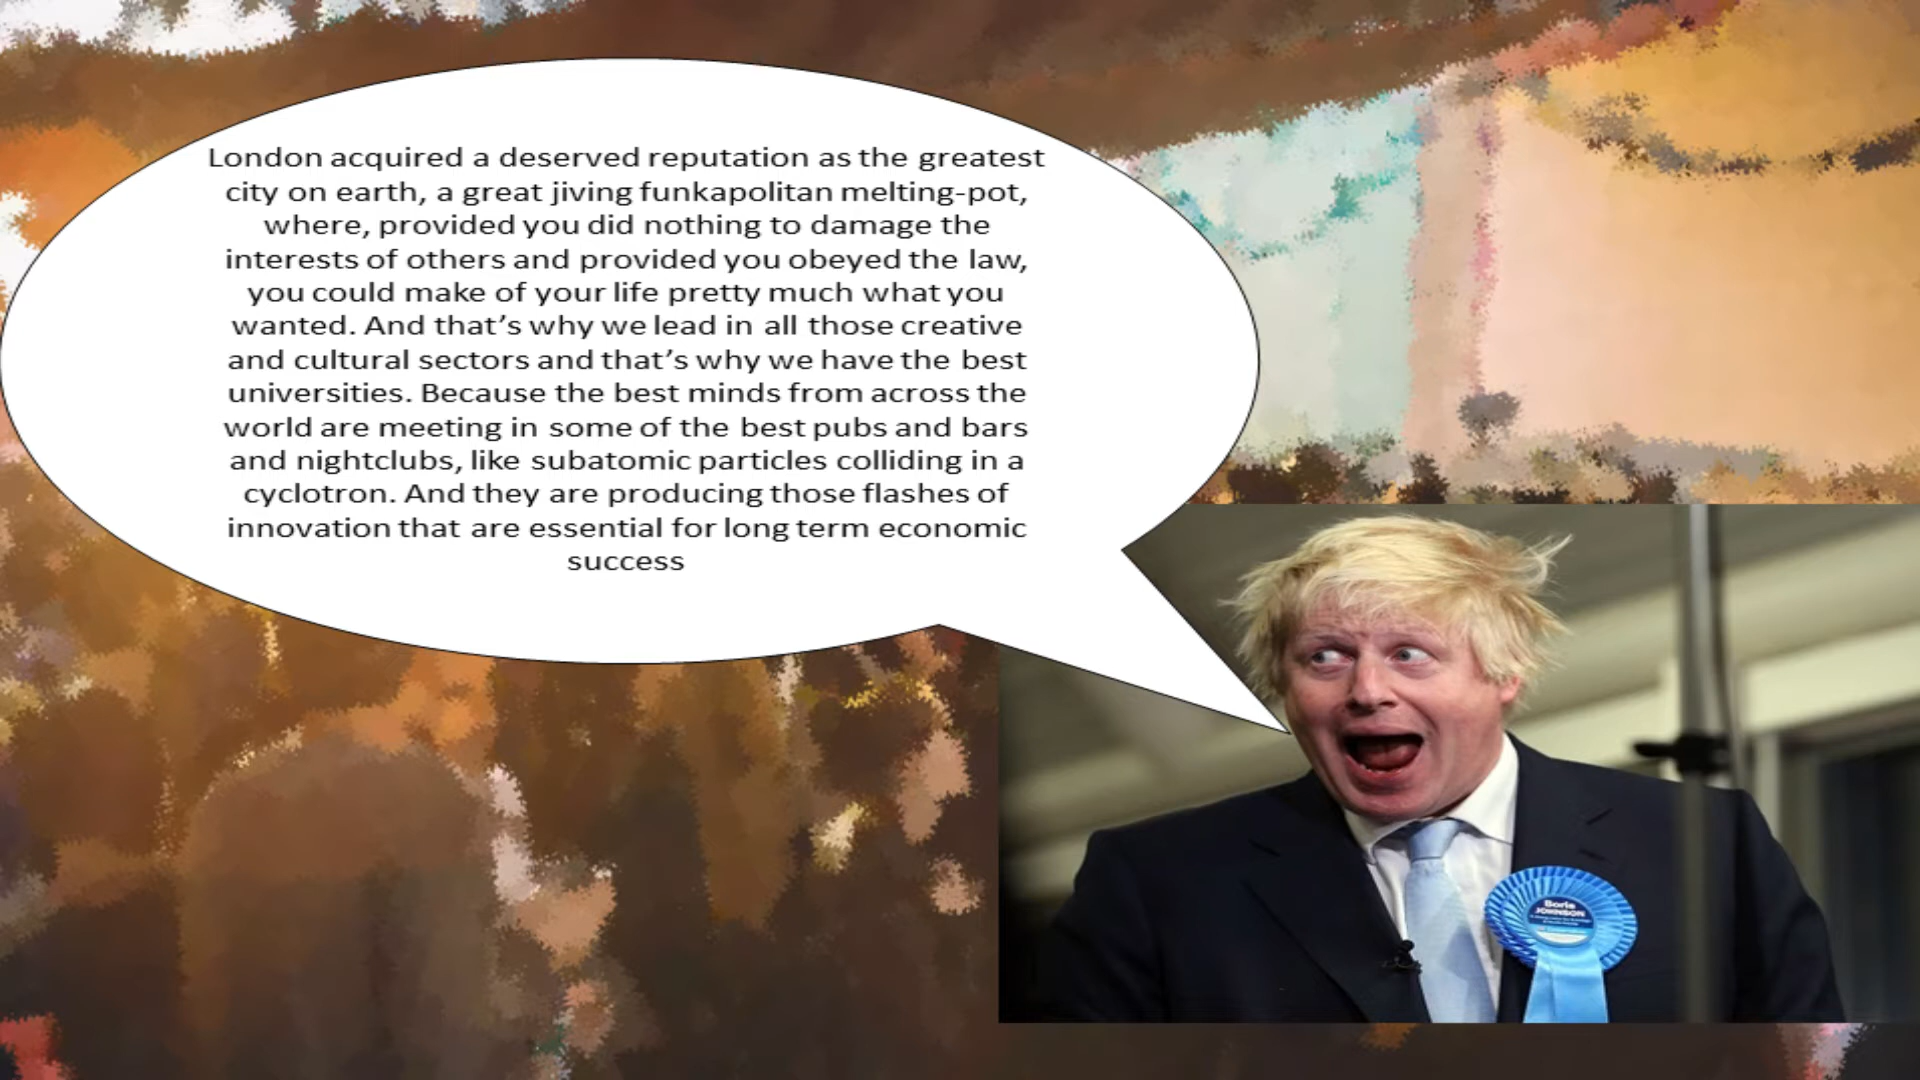 London acquired a deserved reputation as the greatest
city on earth, a great jiving funkapolitan melting-pot,
where, provided you did nothing to damage the
interests of others and provided you obeyed the law,
you could make of your life pretty much what you
wanted. And that’s why we lead in all those creative
and cultural sectors and that’s why we have the best
universities. Because the best minds from across the
world are meeting in some of the best pubs and bars
and nightclubs, like subatomic particles colliding in a
cyclotron. And they are producing those flashes of
innovation that are essential for long term economic
success
Boris
JOHNSON